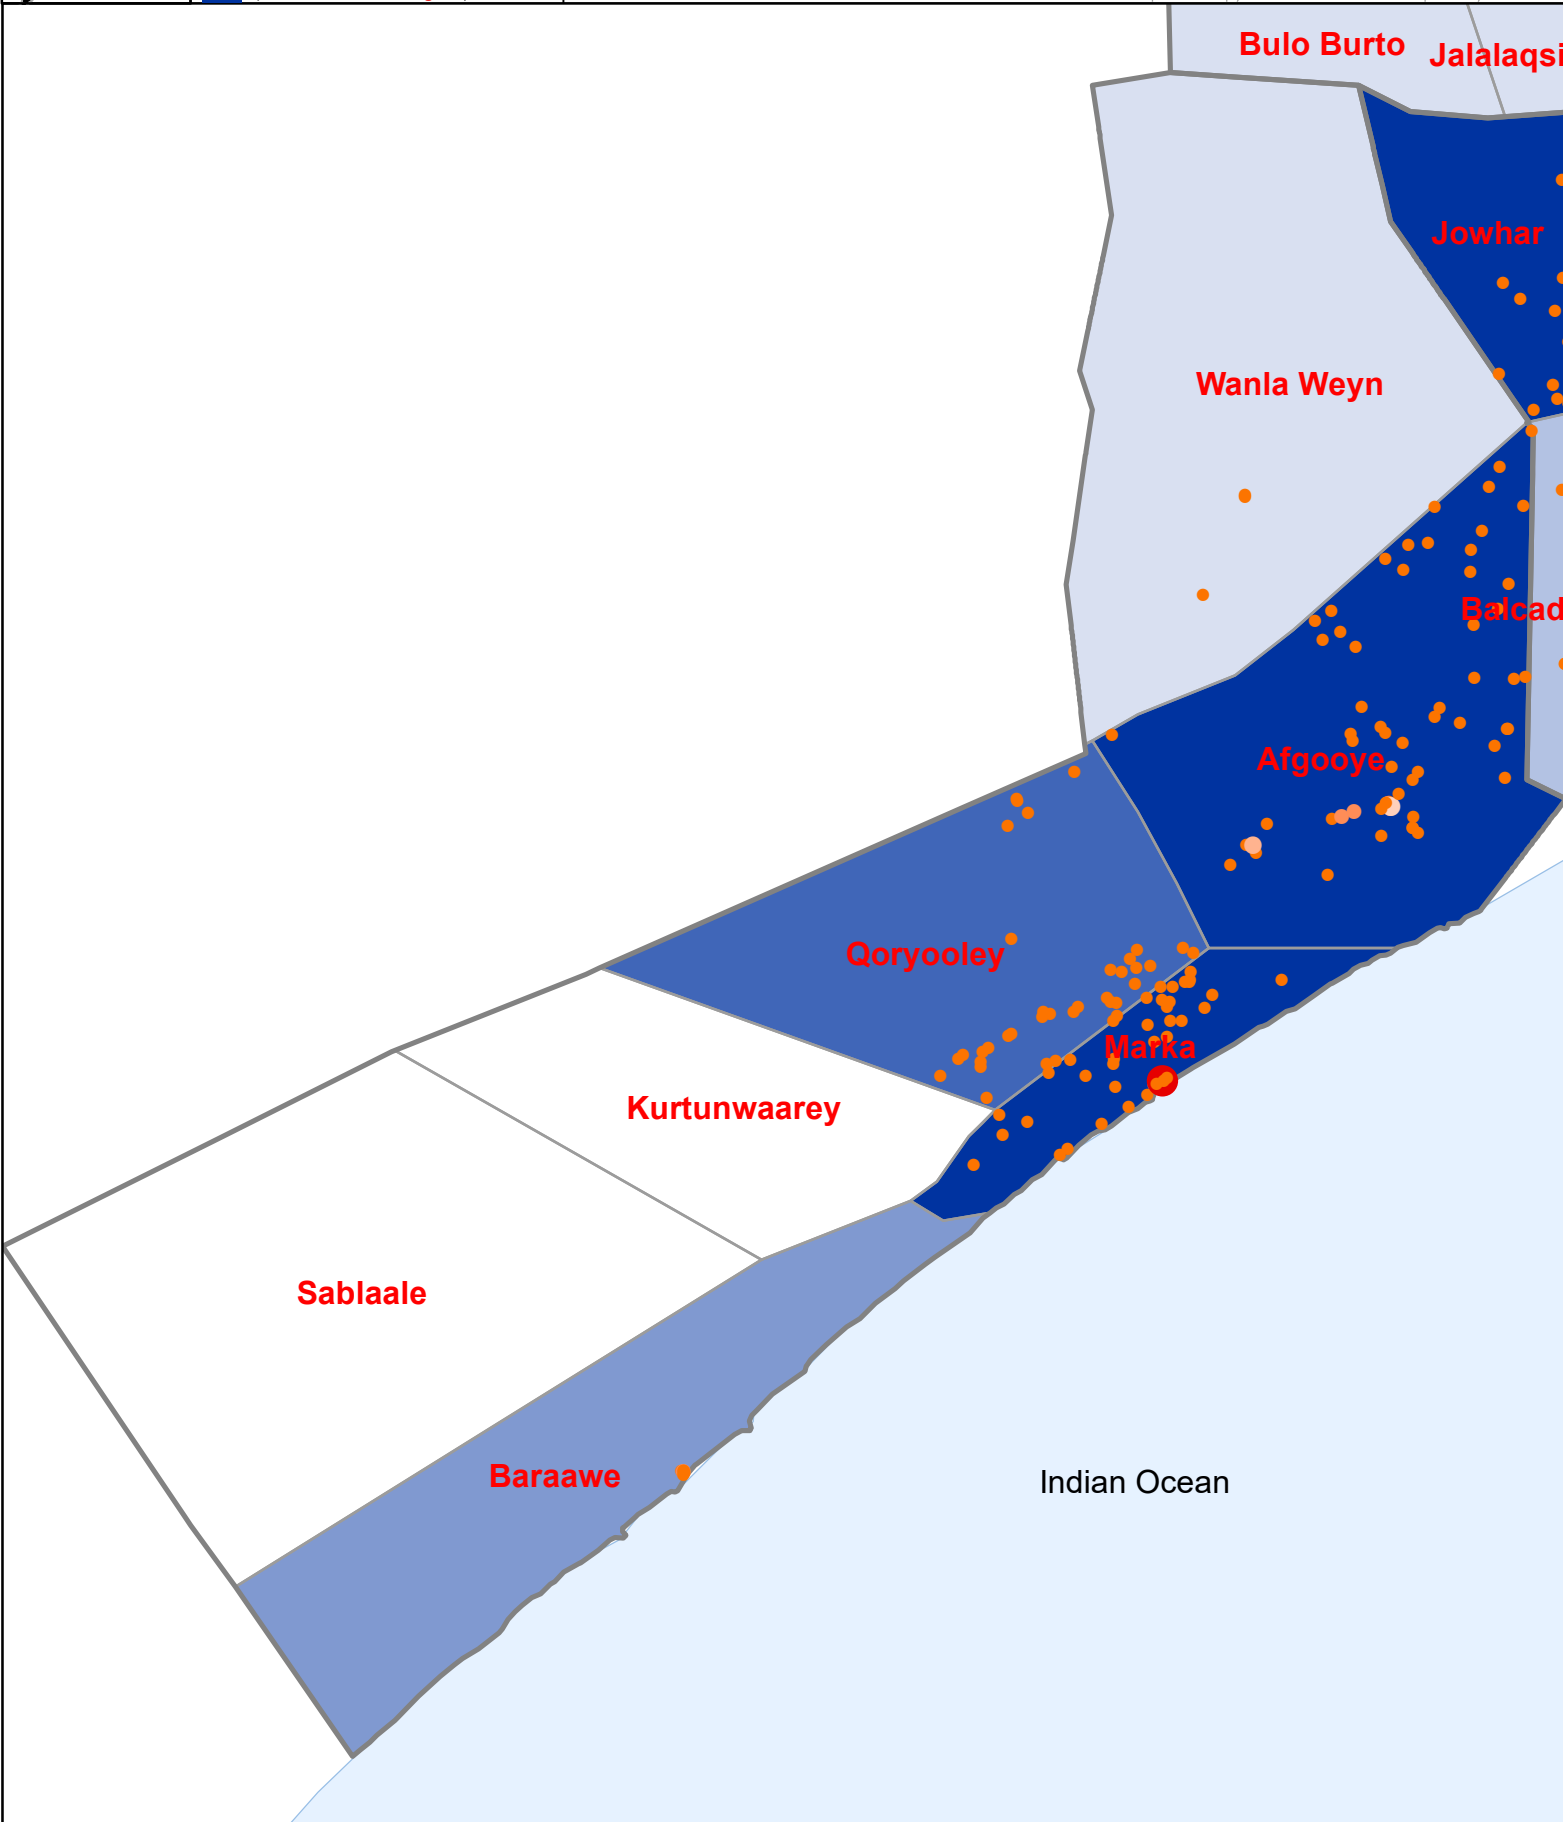 Bulo Burto
Jalalaqsi
Jowhar
Wanla Weyn
Balcad
Afgooye
Qoryooley
Marka
Kurtunwaarey
Sablaale
Baraawe
Indian Ocean